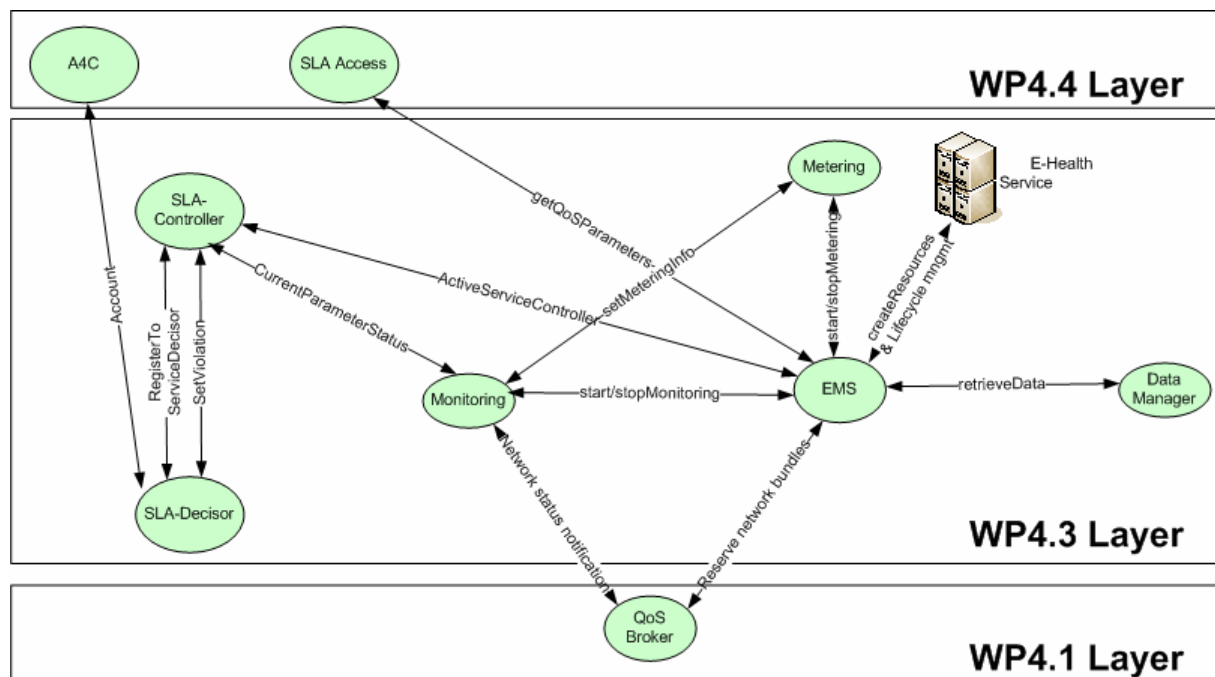 A4C
SLA Access
WP4.4 Layer
Metering
E-Health
Service
SLA-
Controller
getQoSParameters
setMeteringInfo
start/stopMetering
createResources
& Lifecycle mngmt
Account
RegisterTo
ServiceDecisor
SetViolation
CurrentParameterStatus
ActiveServiceController
Monitoring
start/stopMonitoring
EMS
retrieveData
Data
Manager
SLA-Decisor
Network status notification
Reserve network bundles
WP4.3 Layer
QoS
Broker
WP4.1 Layer